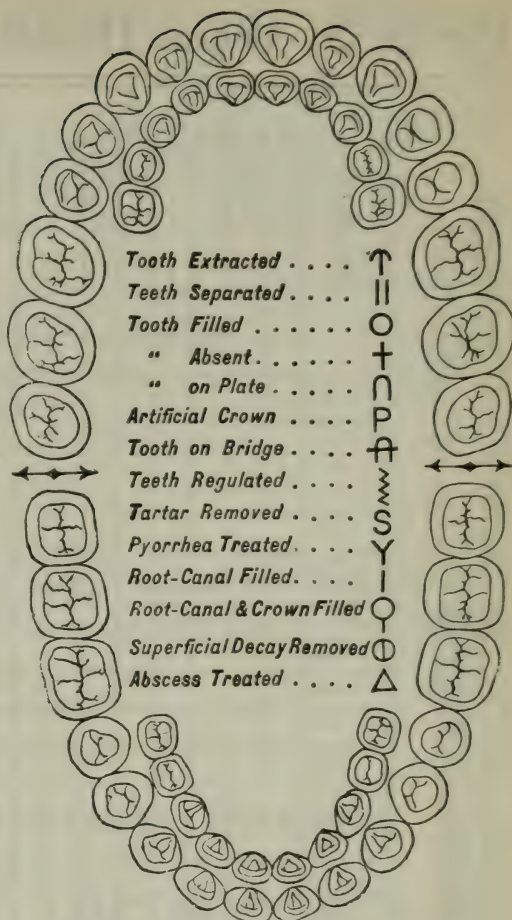 Tooth Extracted . . . . ↑
Teeth Separated . . . . ||
Tooth Filled . . . . . . O
" Absent . . . . . . +
" on Plate . . . . . ∩
Artificial Crown . . . . P
Tooth on Bridge . . . . A
Teeth Regulated . . . .
Tartar Removed . . . . S
Pyorrhea Treated. . . . Y
Root-Canal Filled. . . . |
Root-Canal & Crown Filled
Superficial Decay Removed
Abscess Treated . . . . △